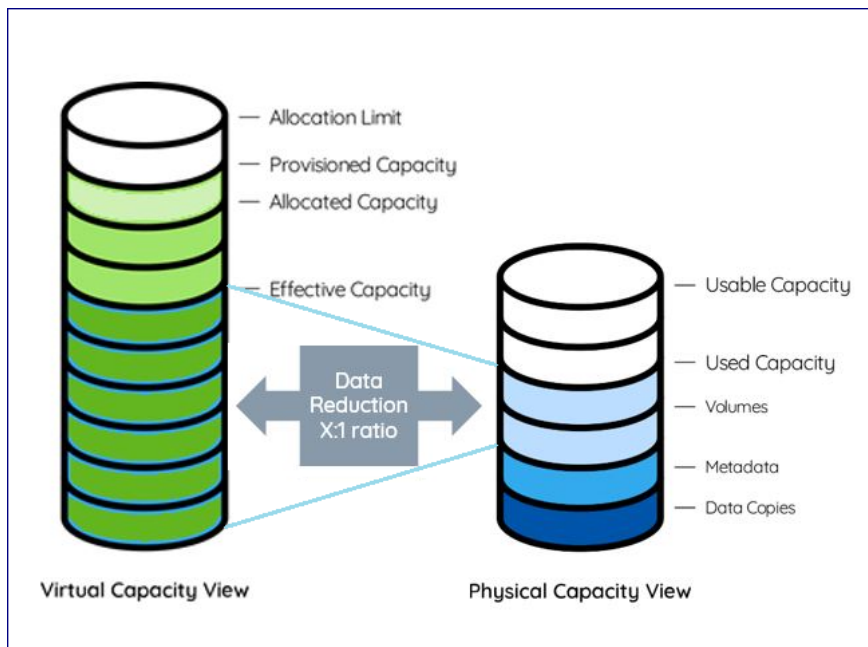 Allocation Limit
Provisioned Capacity
Allocated Capacity
Effective Capacity
Data
Reduction
X:1 ratio
Usable Capacity
Used Capacity
Volumes
Metadata
Data Copies
Virtual Capacity View
Physical Capacity View